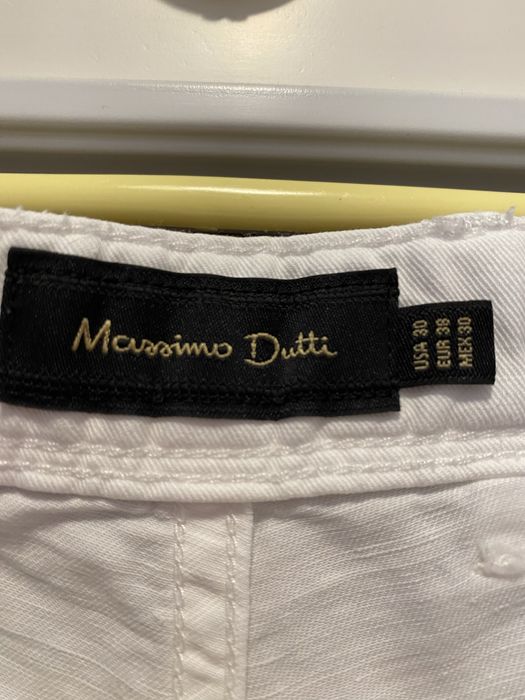 Massimo Dutti
USA 30
EUR 38
MEX 30